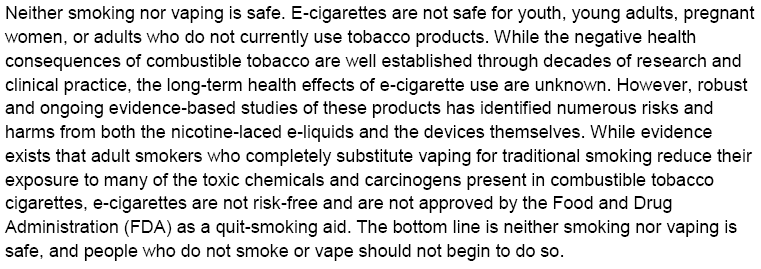 Neither smoking nor vaping is safe. E-cigarettes are not safe for youth, young adults, pregnant
women, or adults who do not currently use tobacco products. While the negative health
consequences of combustible tobacco are well established through decades of research and
clinical practice, the long-term health effects of e-cigarette use are unknown. However, robust
and ongoing evidence-based studies of these products has identified numerous risks and
harms from both the nicotine-laced e-liquids and the devices themselves. While evidence
exists that adult smokers who completely substitute vaping for traditional smoking reduce their
exposure to many of the toxic chemicals and carcinogens present in combustible tobacco
cigarettes, e-cigarettes are not risk-free and are not approved by the Food and Drug
Administration (FDA) as a quit-smoking aid. The bottom line is neither smoking nor vaping is
safe, and people who do not smoke or vape should not begin to do so.